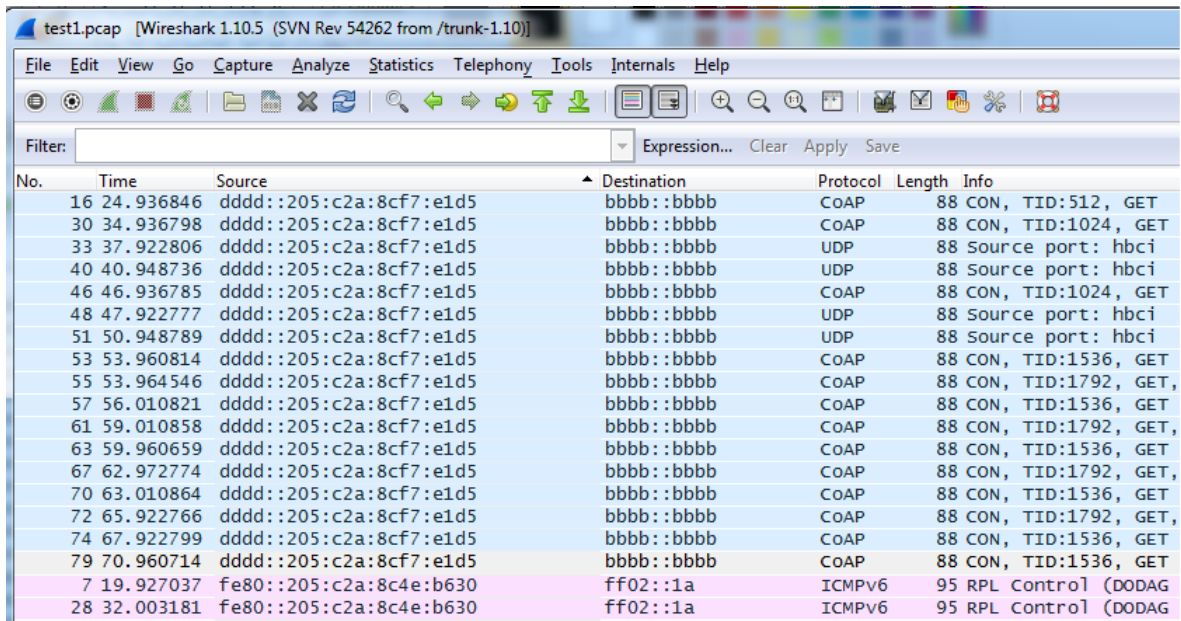 test1.pcap [Wireshark 1.10.5 (SVN Rev 54262 from /trunk-1.10)]
File Edit View Go Capture Analyze Statistics Telephony Tools Internals Help
Filter: Expression... Clear Apply Save
No. Time Source Destination Protocol Length Info
16 24.936846 dddd::205:c2a:8cf7:e1d5 bbbb::bbbb CoAP 88 CON, TID:512, GET
30 34.936798 dddd::205:c2a:8cf7:e1d5 bbbb::bbbb CoAP 88 CON, TID:1024, GET
33 37.922806 dddd::205:c2a:8cf7:e1d5 bbbb::bbbb UDP 88 Source port: hbci
40 40.948736 dddd::205:c2a:8cf7:e1d5 bbbb::bbbb UDP 88 Source port: hbci
46 46.936785 dddd::205:c2a:8cf7:e1d5 bbbb::bbbb CoAP 88 CON, TID:1024, GET
48 47.922777 dddd::205:c2a:8cf7:e1d5 bbbb::bbbb UDP 88 Source port: hbci
51 50.948789 dddd::205:c2a:8cf7:e1d5 bbbb::bbbb UDP 88 Source port: hbci
53 53.960814 dddd::205:c2a:8cf7:e1d5 bbbb::bbbb CoAP 88 CON, TID:1536, GET
55 53.964546 dddd::205:c2a:8cf7:e1d5 bbbb::bbbb CoAP 88 CON, TID:1792, GET,
57 56.010821 dddd::205:c2a:8cf7:e1d5 bbbb::bbbb CoAP 88 CON, TID:1536, GET
61 59.010858 dddd::205:c2a:8cf7:e1d5 bbbb::bbbb CoAP 88 CON, TID:1792, GET,
63 59.960659 dddd::205:c2a:8cf7:e1d5 bbbb::bbbb CoAP 88 CON, TID:1536, GET
67 62.972774 dddd::205:c2a:8cf7:e1d5 bbbb::bbbb CoAP 88 CON, TID:1792, GET,
70 63.010864 dddd::205:c2a:8cf7:e1d5 bbbb::bbbb CoAP 88 CON, TID:1536, GET
72 65.922766 dddd::205:c2a:8cf7:e1d5 bbbb::bbbb CoAP 88 CON, TID:1792, GET,
74 67.922799 dddd::205:c2a:8cf7:e1d5 bbbb::bbbb CoAP 88 CON, TID:1536, GET
79 70.960714 dddd::205:c2a:8cf7:e1d5 bbbb::bbbb CoAP 88 CON, TID:1536, GET
7 19.927037 fe80::205:c2a:8c4e:b630 ff02::1a ICMPv6 95 RPL Control (DODAG
28 32.003181 fe80::205:c2a:8c4e:b630 ff02::1a ICMPv6 95 RPL Control (DODAG